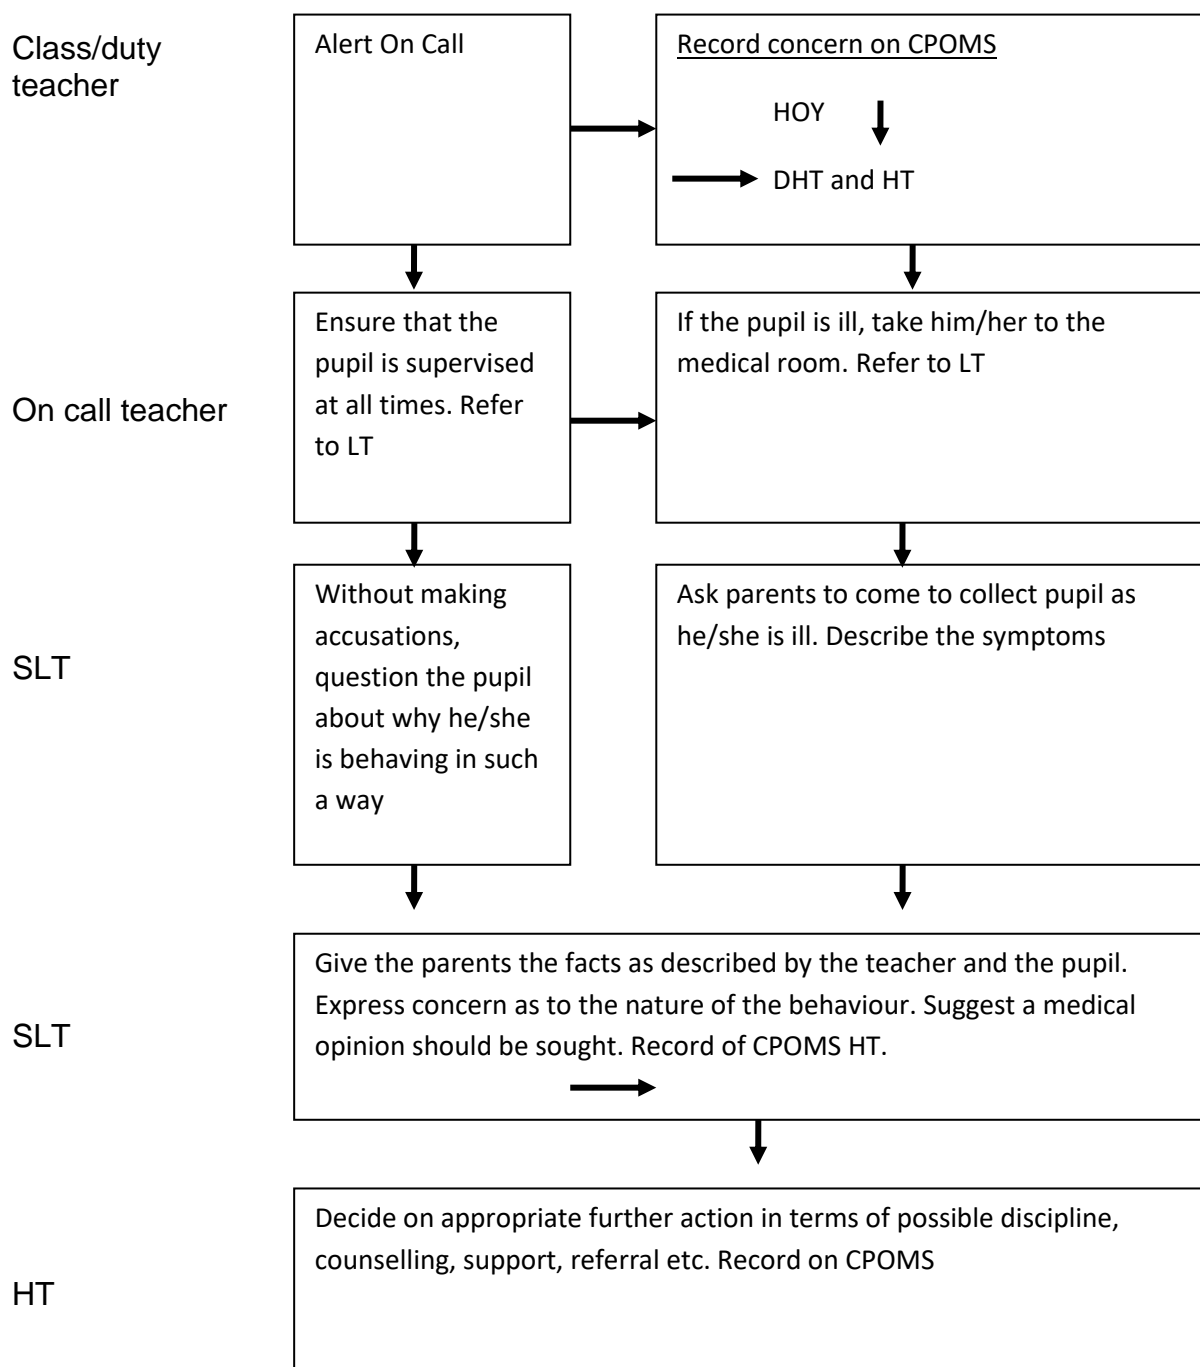 Class/duty
teacher
Alert On Call
Record concern on CPOMS
HOY
DHT and HT
On call teacher
Ensure that the
pupil is supervised
at all times. Refer
to LT
If the pupil is ill, take him/her to the
medical room. Refer to LT
SLT
Without making
accusations,
question the pupil
about why he/she
is behaving in such
a way
Ask parents to come to collect pupil as
he/she is ill. Describe the symptoms
SLT
Give the parents the facts as described by the teacher and the pupil.
Express concern as to the nature of the behaviour. Suggest a medical
opinion should be sought. Record of CPOMS HT.
HT
Decide on appropriate further action in terms of possible discipline,
counselling, support, referral etc. Record on CPOMS